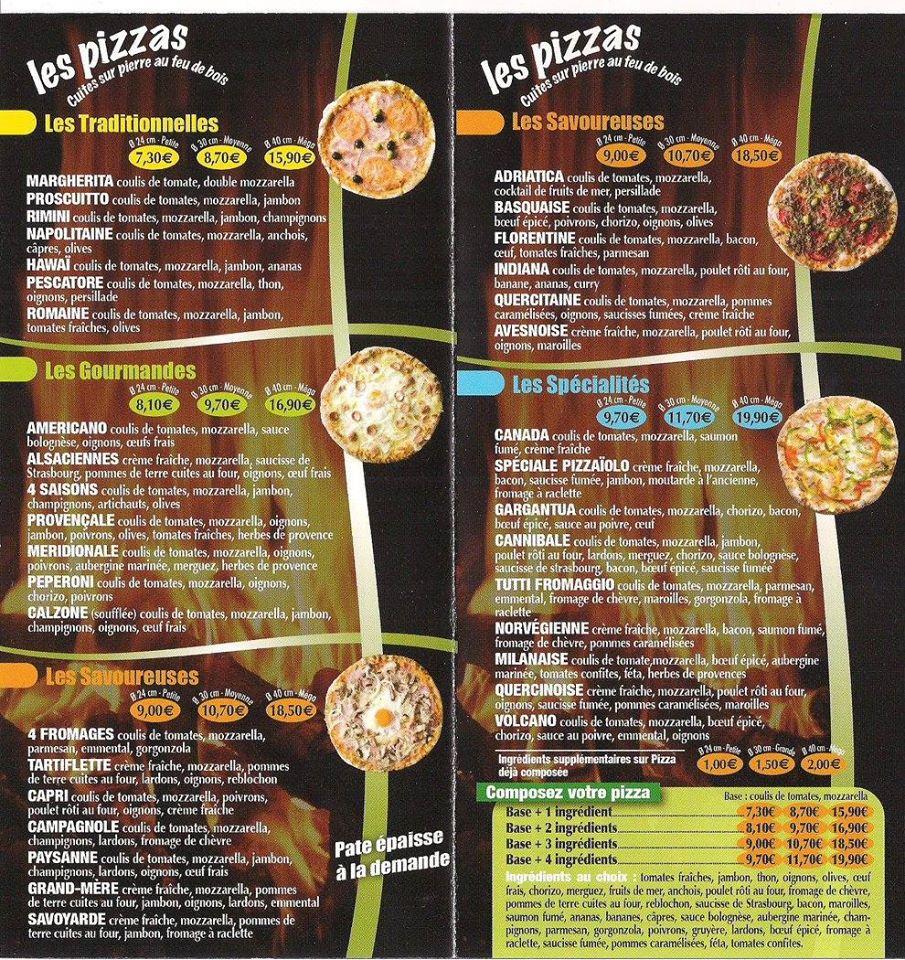 les pizzas
Cuites sur pierre au feu de bois
Les Traditionnelles
Ø 24 cm - Petite Ø 30 cm - Moyenne Ø 40 cm - Méga
7,30€ 8,70€ 15,90€
MARGHERITA coulis de tomate, double mozzarella
PROSCUITTO coulis de tomates, mozzarella, jambon
RIMINI coulis de tomates, mozzarella, jambon, champignons
NAPOLITAINE coulis de tomates, mozzarella, anchois,
câpres, olives
HAWAÏ coulis de tomates, mozzarella, jambon, ananas
PESCATORE coulis de tomates, mozzarella, thon,
oignons, persillade
ROMAINE coulis de tomates, mozzarella, jambon,
tomates fraîches, olives
Les Gourmandes
Ø 24 cm - Petite Ø 30 cm - Moyenne Ø 40 cm - Méga
8,10€ 9,70€ 16,90€
AMERICANO coulis de tomates, mozzarella, sauce
bolognèse, oignons, œufs frais
ALSACIENNES crème fraîche, mozzarella, saucisse de
Strasbourg, pommes de terre cuites au four, oignons, œuf frais
4 SAISONS coulis de tomates, mozzarella, jambon,
champignons, artichauts, olives
PROVENÇALE coulis de tomates, mozzarella, oignons,
jambon, poivrons, olives, tomates fraîches, herbes de provence
MERIDIONALE coulis de tomates, mozzarella, oignons,
poivrons, aubergine marinée, merguez, herbes de provence
PEPERONI coulis de tomates, mozzarella, oignons,
chorizo, poivrons
CALZONE (soufflée) coulis de tomates, mozzarella, jambon,
champignons, oignons, œuf frais
Les Savoureuses
Ø 24 cm - Petite Ø 30 cm - Moyenne Ø 40 cm - Méga
9,00€ 10,70€ 18,50€
4 FROMAGES coulis de tomates, mozzarella,
parmesan, emmental, gorgonzola
TARTIFLETTE crème fraîche, mozzarella, pommes
de terre cuites au four, lardons, oignons, reblochon
CAPRI coulis de tomates, mozzarella, poivrons,
poulet rôti au four, oignons, crème fraîche
CAMPAGNOLE coulis de tomates, mozzarella,
champignons, lardons, fromage de chèvre
PAYSANNE coulis de tomates, mozzarella, jambon,
champignons, lardons, oignons, œuf frais
GRAND-MÈRE crème fraîche, mozzarella, pommes
de terre cuites au four, jambon, oignons, lardons, emmental
SAVOYARDE crème fraîche, mozzarella, pommes de
terre cuites au four, jambon, fromage à raclette
Pate épaisse
à la demande
les pizzas
Cuites sur pierre au feu de bois
Les Savoureuses
Ø 24 cm - Petite Ø 30 cm - Moyenne Ø 40 cm - Méga
9,00€ 10,70€ 18,50€
ADRIATICA coulis de tomates, mozzarella,
cocktail de fruits de mer, persillade
BASQUAISE coulis de tomates, mozzarella,
bœuf épicé, poivrons, chorizo, oignons, olives
FLORENTINE coulis de tomates, mozzarella, bacon,
œuf, tomates fraîches, parmesan
INDIANA coulis de tomates, mozzarella, poulet rôti au four,
banane, ananas, curry
QUERCITAINE coulis de tomates, mozzarella, pommes
caramélisées, oignons, saucisses fumées, crème fraîche
AVESNOISE crème fraîche, mozzarella, poulet rôti au four,
oignons, maroilles
Les Spécialités
Ø 24 cm - Petite Ø 30 cm - Moyenne Ø 40 cm - Méga
9,70€ 11,70€ 19,90€
CANADA coulis de tomates, mozzarella, saumon
fumé, crème fraîche
SPÉCIALE PIZZAÏOLO crème fraîche, mozzarella,
bacon, saucisse fumée, jambon, moutarde à l'ancienne,
fromage à raclette
GARGANTUA coulis de tomates, mozzarella, chorizo, bacon,
bœuf épicé, sauce au poivre, œuf
CANNIBALE coulis de tomates, mozzarella, jambon,
poulet rôti au four, lardons, merguez, chorizo, sauce bolognèse,
saucisse de strasbourg, bacon, bœuf épicé, saucisse fumée
TUTTI FROMAGGIO coulis de tomates, mozzarella, parmesan,
emmental, fromage de chèvre, maroilles, gorgonzola, fromage à
raclette
NORVÉGIENNE crème fraîche, mozzarella, bacon, saumon fumé,
fromage de chèvre, pommes caramélisées
MILANAISE coulis de tomate,mozzarella, bœuf épicé, aubergine
marinée, tomates confites, féta, herbes de provences
QUERCINOISE crème fraîche, mozzarella, poulet rôti au four,
oignons, saucisse fumée, pommes caramélisées, maroilles
VOLCANO coulis de tomates, mozzarella, bœuf épicé,
chorizo, sauce au poivre, emmental, oignons
Ø 24 cm - Petite Ø 30 cm - Grande Ø 40 cm - Méga
Ingrédients supplémentaires sur Pizza
déjà composée
1,00€ 1,50€ 2,00€
Composez votre pizza
Base : coulis de tomates, mozzarella
Base + 1 ingrédient 7,30€ 8,70€ 15,90€
Base + 2 ingrédients 8,10€ 9,70€ 16,90€
Base + 3 ingrédients 9,00€ 10,70€ 18,50€
Base + 4 ingrédients 9,70€ 11,70€ 19,90€
Ingrédients au choix : tomates fraîches, jambon, thon, oignons, olives, œuf
frais, chorizo, merguez, fruits de mer, anchois, poulet rôti au four, fromage de chèvre,
pommes de terre cuites au four, reblochon, saucisse de Strasbourg, bacon, maroilles,
saumon fumé, ananas, bananes, câpres, sauce bolognèse, aubergine marinée, cham-
pignons, parmesan, gorgonzola, poivrons, gruyère, lardons, bœuf épicé, fromage à
raclette, saucisse fumée, pommes caramélisées, féta, tomates confites.